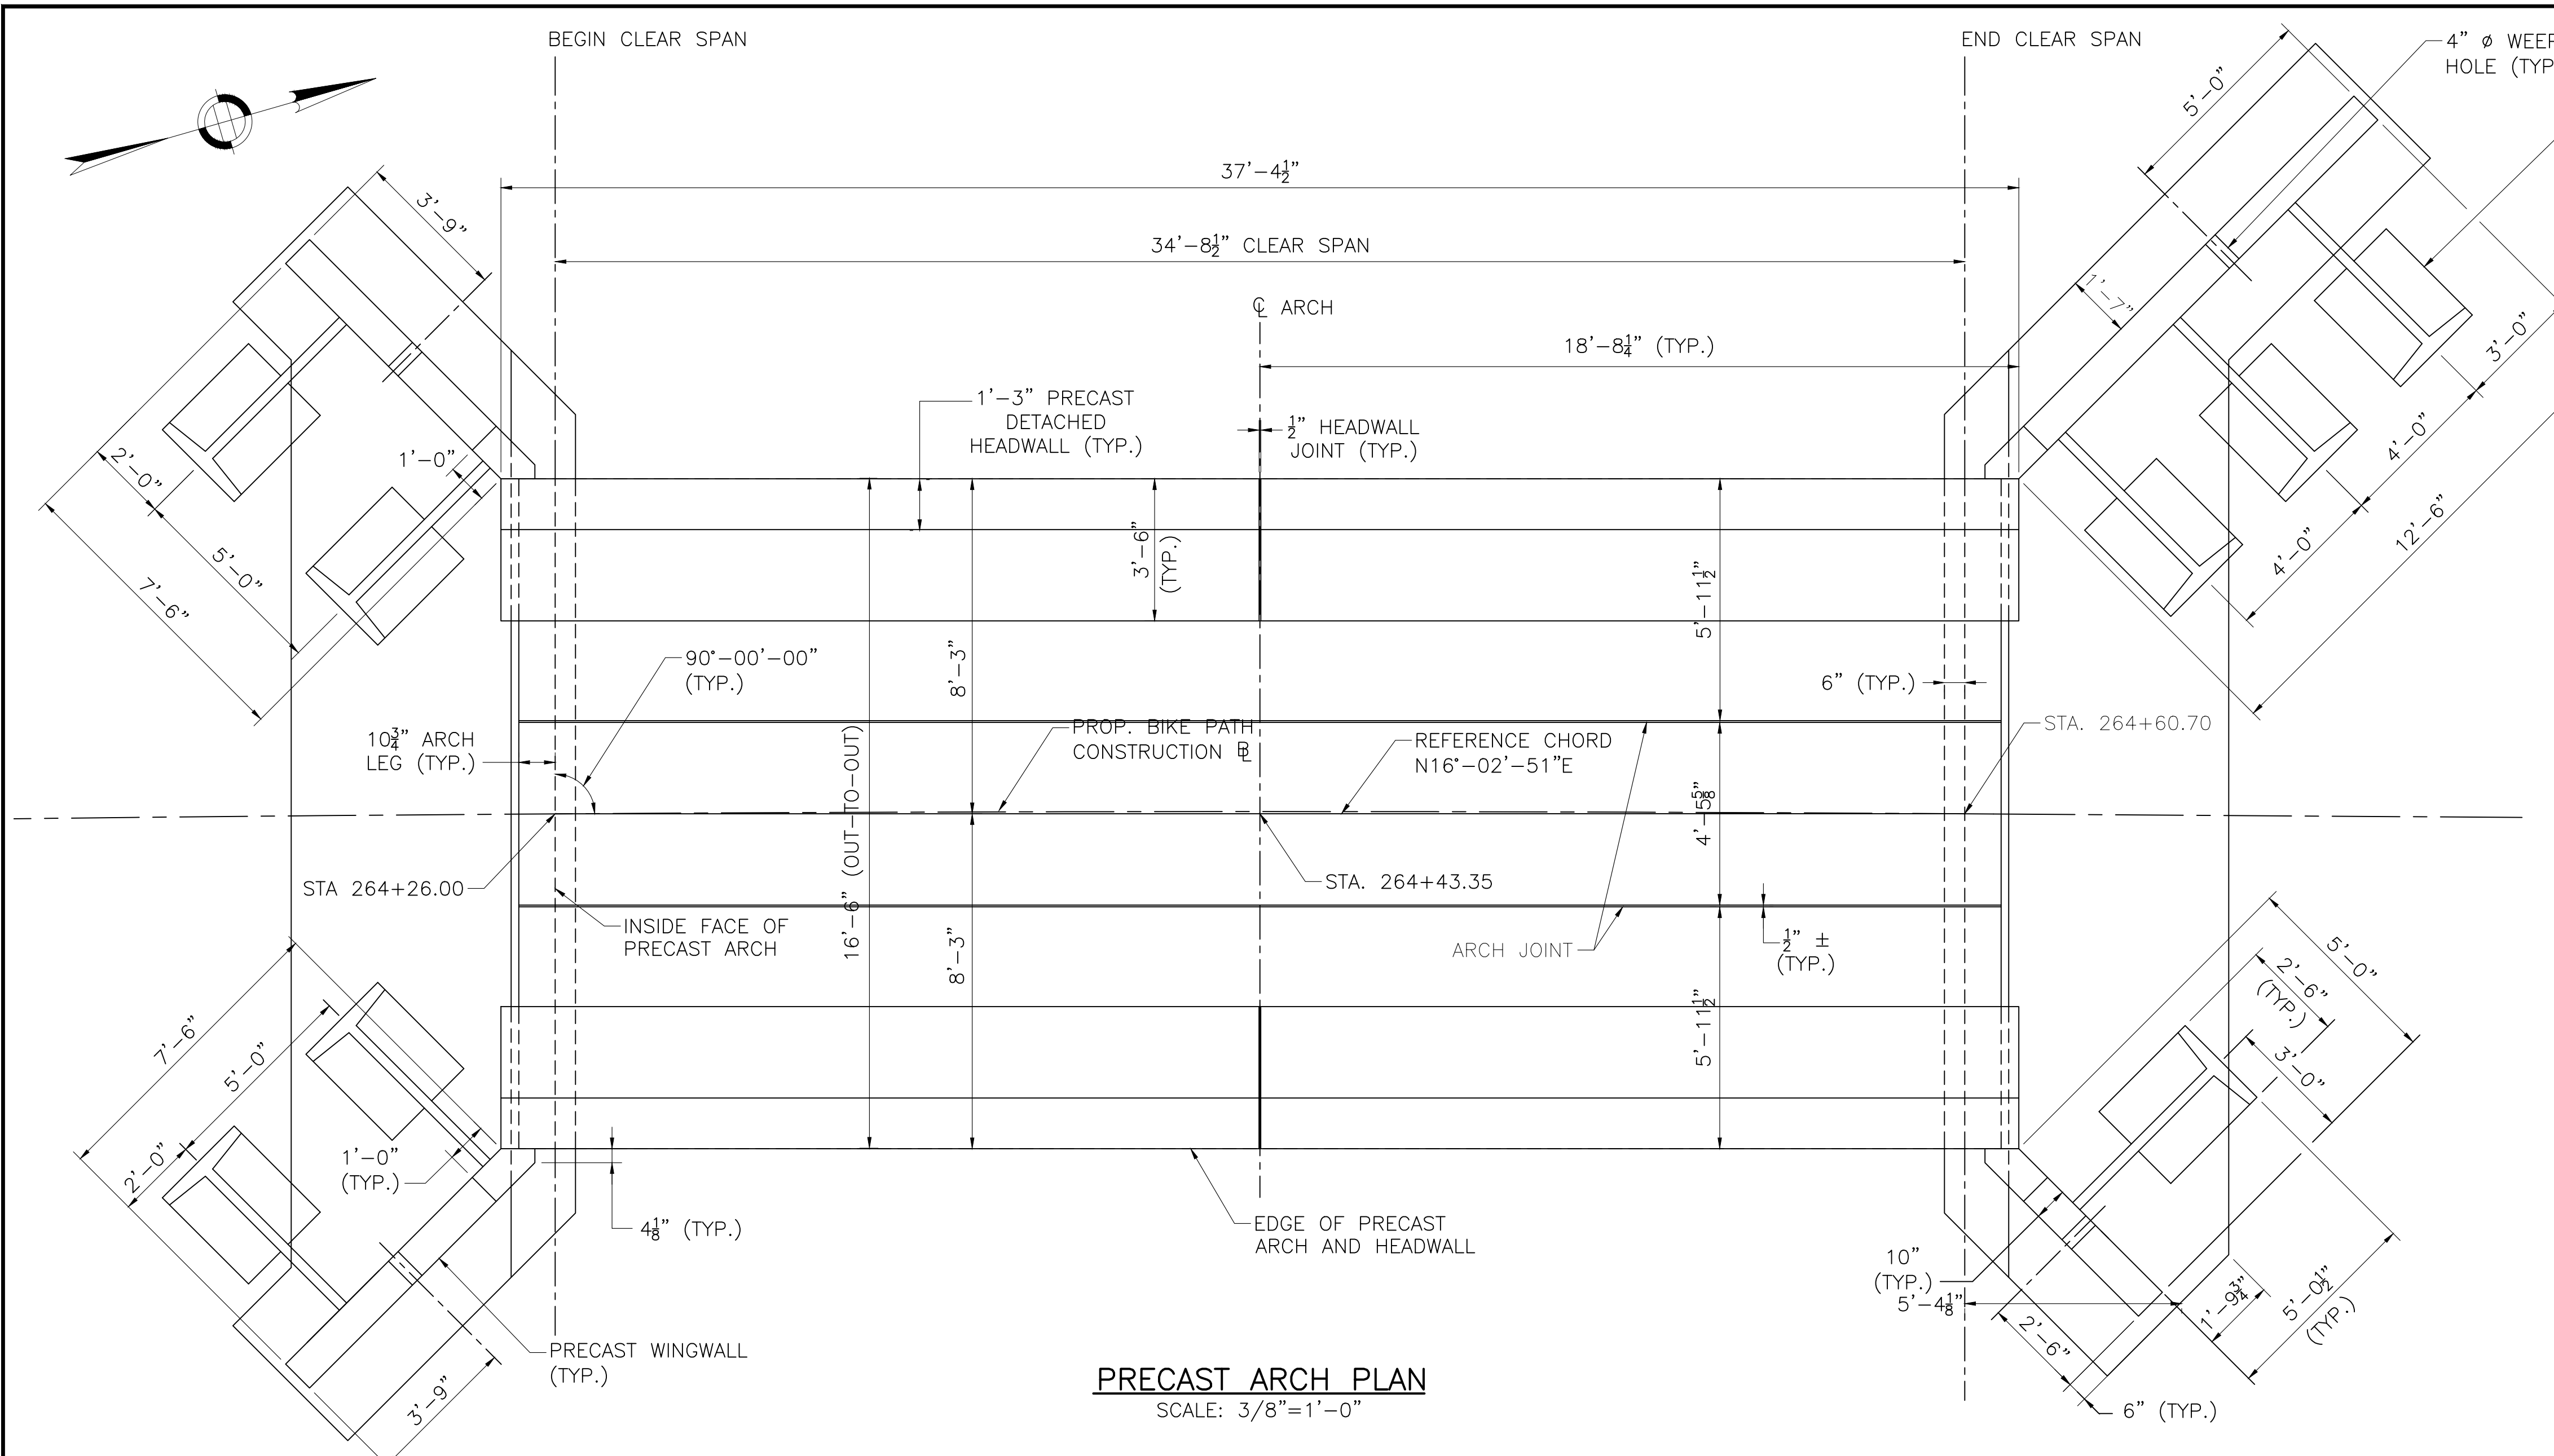 BEGIN CLEAR SPAN
END CLEAR SPAN
4" ø WEEP
HOLE (TYP
5'-0"
3'-9"
37'-4½"
34'-8½" CLEAR SPAN
℄ ARCH
18'-8¼" (TYP.)
1'-7"
3'-0"
4'-0"
4'-0"
12'-6"
1'-3" PRECAST
DETACHED
HEADWALL (TYP.)
½" HEADWALL
JOINT (TYP.)
2'-0"
1'-0"
5'-0"
7'-6"
3'-6"
(TYP.)
5'-11½"
8'-3"
90°-00'-00"
(TYP.)
6" (TYP.)
10¾" ARCH
LEG (TYP.)
16'-6" (OUT-TO-OUT)
PROP. BIKE PATH
CONSTRUCTION B̲L
REFERENCE CHORD
N16°-02'-51"E
STA. 264+60.70
4'-5⅝"
STA 264+26.00
STA. 264+43.35
INSIDE FACE OF
PRECAST ARCH
8'-3"
ARCH JOINT
½" ±
(TYP.)
5'-11½"
5'-0"
2'-6"
(TYP.)
3'-0"
7'-6"
5'-0"
2'-0"
1'-0"
(TYP.)
4⅛" (TYP.)
EDGE OF PRECAST
ARCH AND HEADWALL
10"
(TYP.)
5'-4⅛"
1'-9¾"
5'-0½"
(TYP.)
2'-6"
6" (TYP.)
PRECAST WINGWALL
(TYP.)
3'-9"
PRECAST ARCH PLAN
SCALE: 3/8"=1'-0"